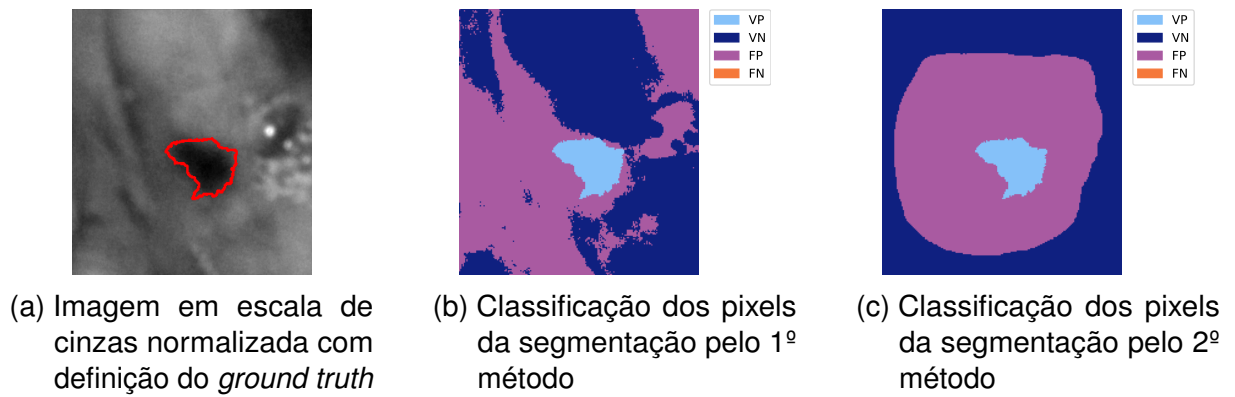 VP
VN
FP
FN
VP
VN
FP
FN
(a) Imagem em escala de
cinzas normalizada com
definição do ground truth
(b) Classificação dos pixels
da segmentação pelo 1º
método
(c) Classificação dos pixels
da segmentação pelo 2º
método